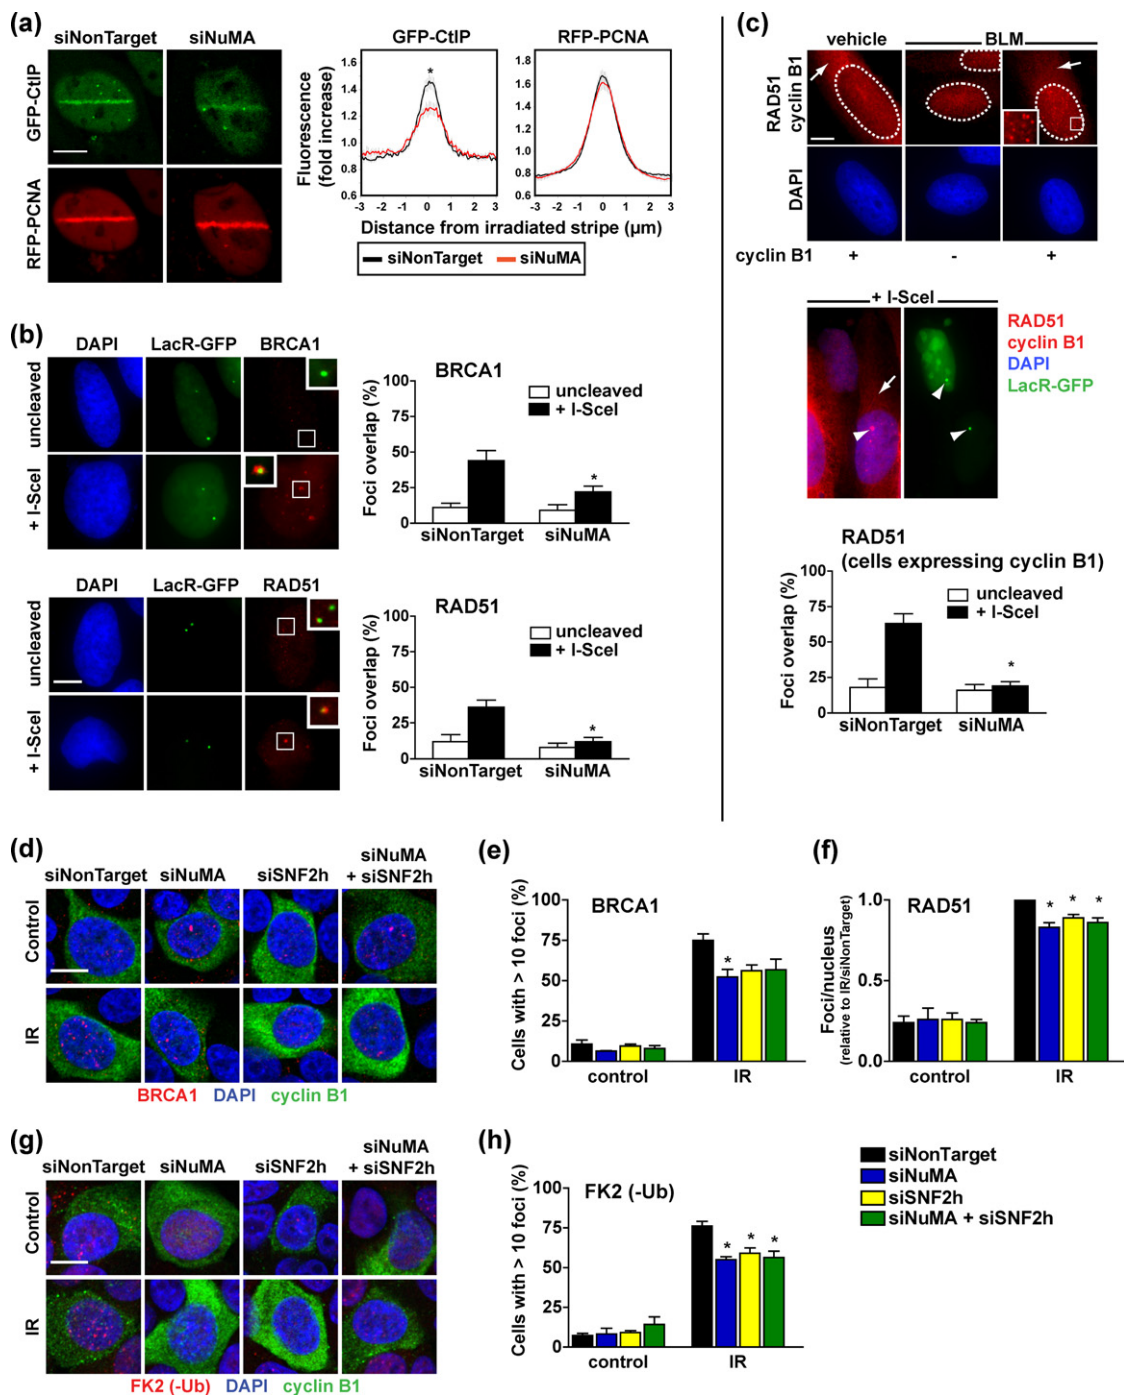 (a)
siNonTarget siNuMA
GFP-CtIP
RFP-PCNA
GFP-CtIP RFP-PCNA
Fluorescence
(fold increase)
1.6
1.4
1.2
1.0
0.8
0.6
*
1.8
1.6
1.4
1.2
1.0
0.8
0.6
-3 -2 -1 0 1 2 3
-3 -2 -1 0 1 2 3
Distance from irradiated stripe (µm)
siNonTarget siNuMA
(b)
DAPI LacR-GFP BRCA1
uncleaved
+ I-SceI
BRCA1
uncleaved
+ I-SceI
Foci overlap (%)
100
75
50
25
0
*
siNonTarget siNuMA
DAPI LacR-GFP RAD51
uncleaved
+ I-SceI
RAD51
uncleaved
+ I-SceI
Foci overlap (%)
100
75
50
25
0
*
siNonTarget siNuMA
(c)
vehicle BLM
RAD51
cyclin B1
DAPI
cyclin B1 + - +
+ I-SceI
RAD51
cyclin B1
DAPI
LacR-GFP
RAD51
(cells expressing cyclin B1)
uncleaved
+ I-SceI
Foci overlap (%)
100
75
50
25
0
*
siNonTarget siNuMA
(d)
siNonTarget siNuMA siSNF2h siNuMA
+ siSNF2h
Control
IR
BRCA1 DAPI cyclin B1
(e)
BRCA1
Cells with > 10 foci (%)
100
75
50
25
0
*
control IR
(f)
RAD51
Foci/nucleus
(relative to IR/siNonTarget)
1.0
0.5
0.0
* * *
control IR
(g)
siNonTarget siNuMA siSNF2h siNuMA
+ siSNF2h
Control
IR
FK2 (-Ub) DAPI cyclin B1
(h)
FK2 (-Ub)
Cells with > 10 foci (%)
100
75
50
25
0
* * *
control IR
siNonTarget
siNuMA
siSNF2h
siNuMA + siSNF2h